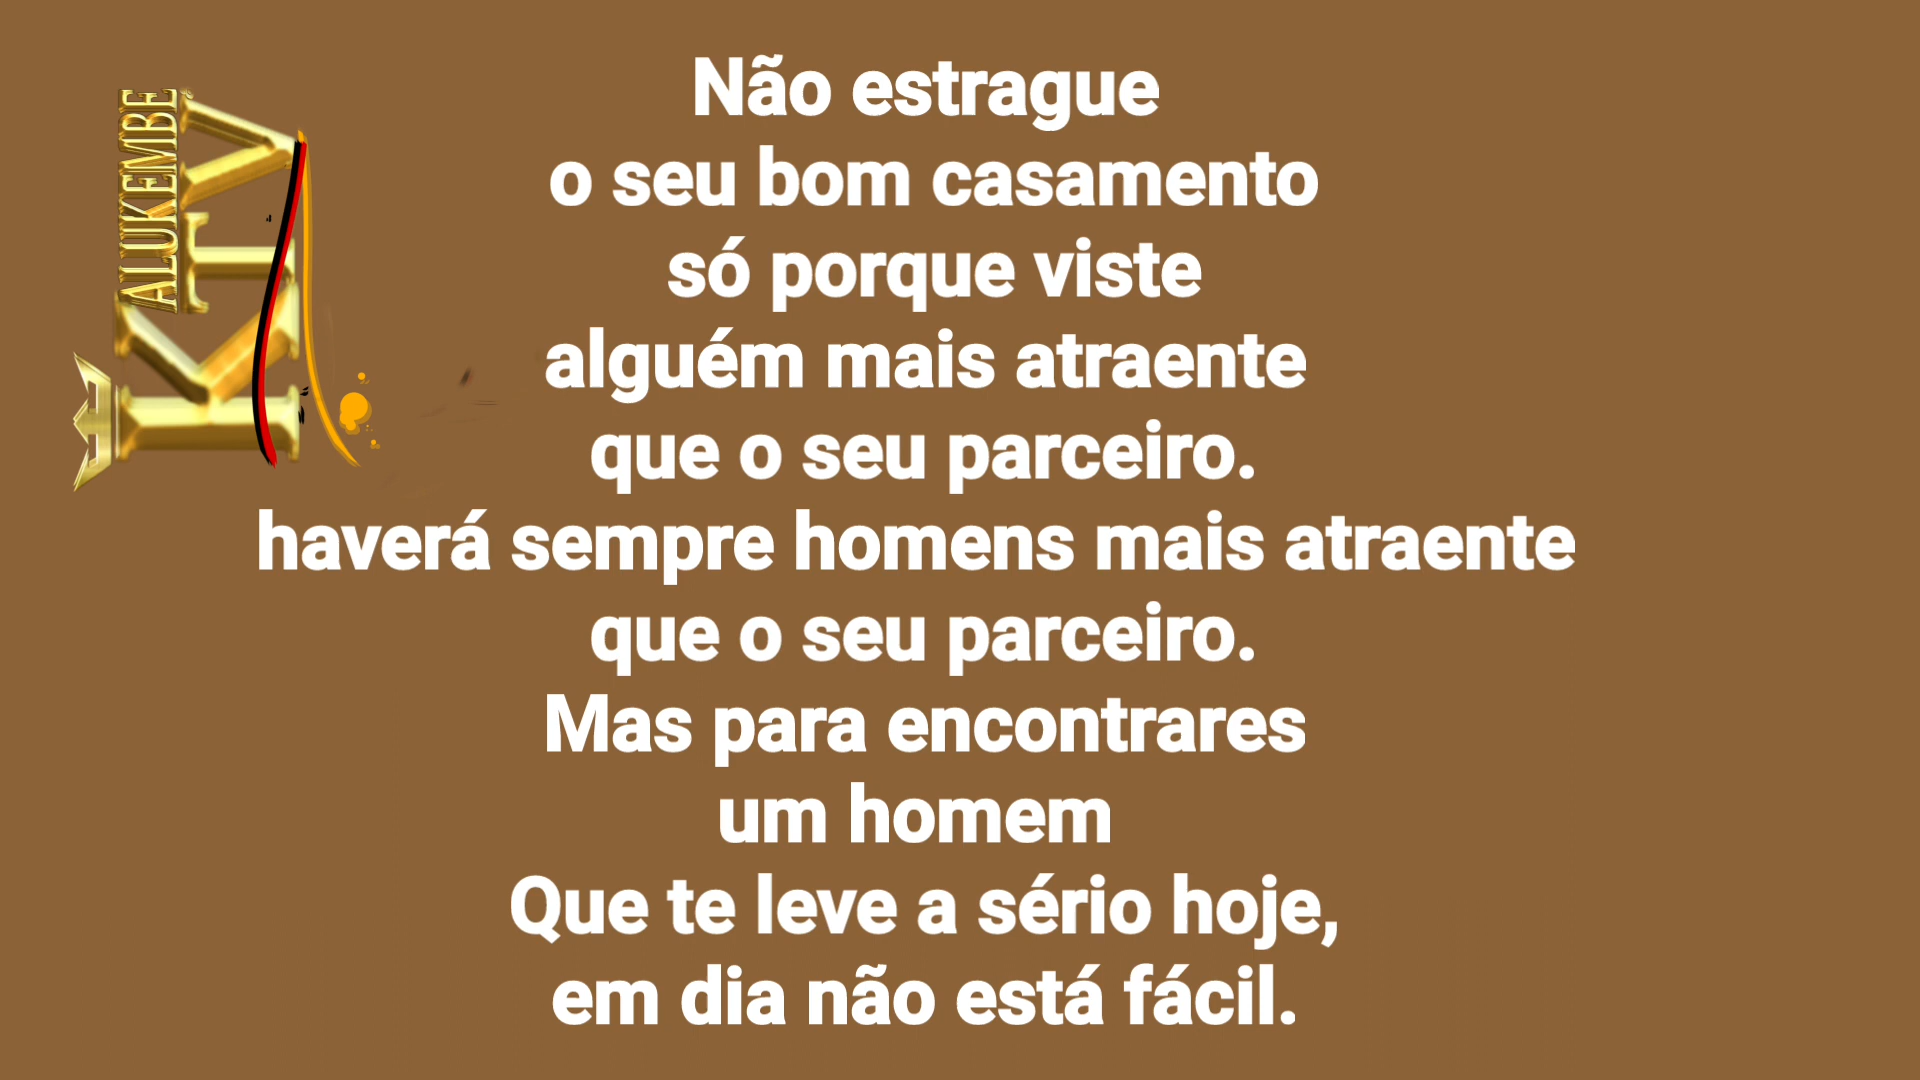 ALUKEMBE
KTV
Não estrague
o seu bom casamento
só porque viste
alguém mais atraente
que o seu parceiro.
haverá sempre homens mais atraente
que o seu parceiro.
Mas para encontrares
um homem
Que te leve a sério hoje,
em dia não está fácil.